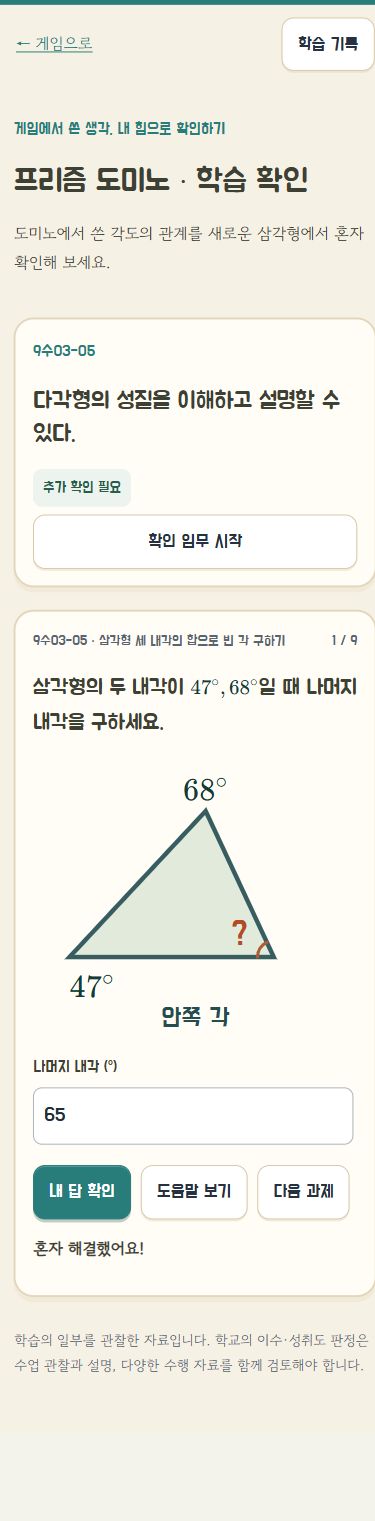 ← 게임으로
학습 기록
게임에서 쓴 생각, 내 힘으로 확인하기
프리즘 도미노 · 학습 확인
도미노에서 쓴 각도의 관계를 새로운 삼각형에서 혼자
확인해 보세요.
9수03-05
다각형의 성질을 이해하고 설명할 수
있다.
추가 확인 필요
확인 임무 시작
9수03-05 · 삼각형 세 내각의 합으로 빈 각 구하기
1 / 9
삼각형의 두 내각이 47°, 68°일 때 나머지
내각을 구하세요.
68°
?
47°
안쪽 각
나머지 내각 (°)
65
내 답 확인
도움말 보기
다음 과제
혼자 해결했어요!
학습의 일부를 관찰한 자료입니다. 학교의 이수·성취도 판정은
수업 관찰과 설명, 다양한 수행 자료를 함께 검토해야 합니다.